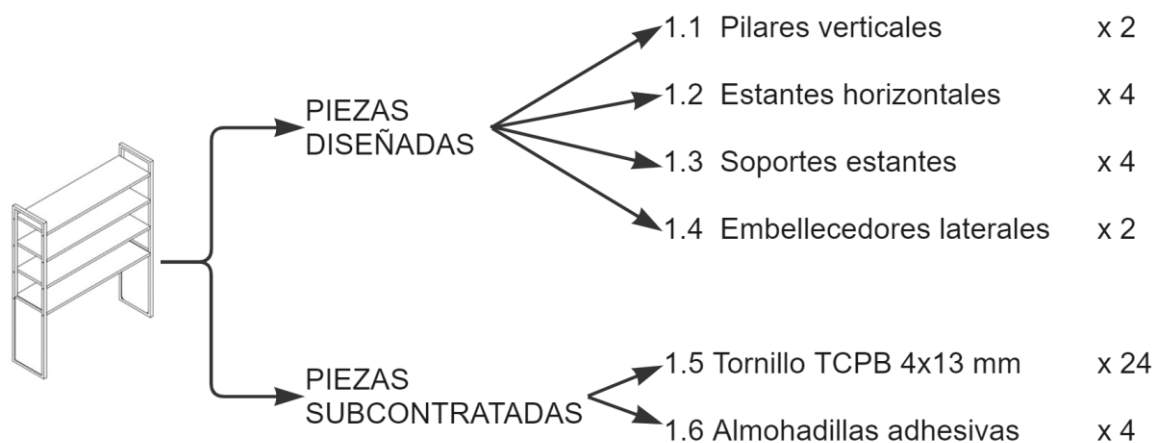 PIEZAS
DISEÑADAS
1.1 Pilares verticales x 2
1.2 Estantes horizontales x 4
1.3 Soportes estantes x 4
1.4 Embellecedores laterales x 2
PIEZAS
SUBCONTRATADAS
1.5 Tornillo TCPB 4x13 mm x 24
1.6 Almohadillas adhesivas x 4